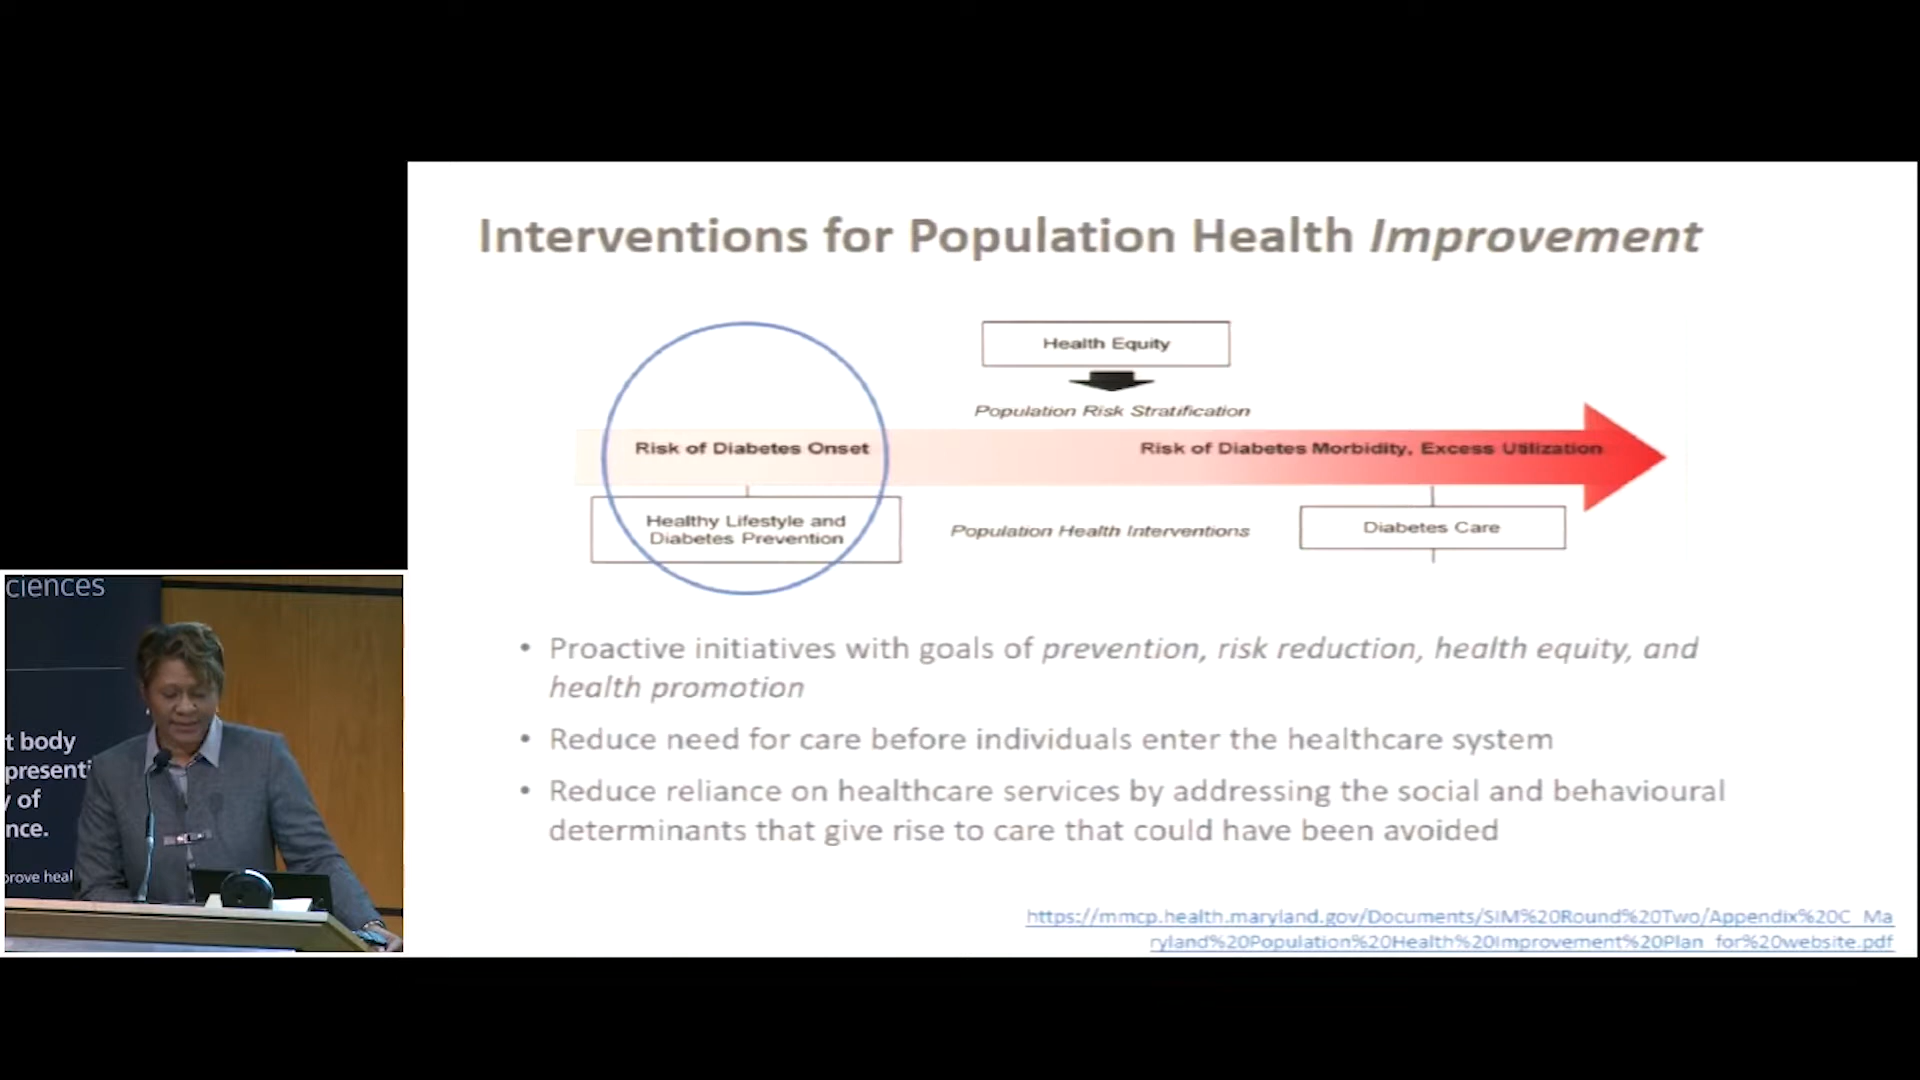 Interventions for Population Health Improvement
Health Equity
Population Risk Stratification
Risk of Diabetes Onset
Risk of Diabetes Morbidity, Excess Utilization
Healthy Lifestyle and
Diabetes Prevention
Population Health Interventions
Diabetes Care
• Proactive initiatives with goals of prevention, risk reduction, health equity, and
health promotion
• Reduce need for care before individuals enter the healthcare system
• Reduce reliance on healthcare services by addressing the social and behavioural
determinants that give rise to care that could have been avoided
https://mmcp.health.maryland.gov/Documents/SIM%20Round%20Two/Appendix%20C_Ma
ryland%20Population%20Health%20Improvement%20Plan_for%20website.pdf
ciences
t body
presenti
y of
nce.
prove heal